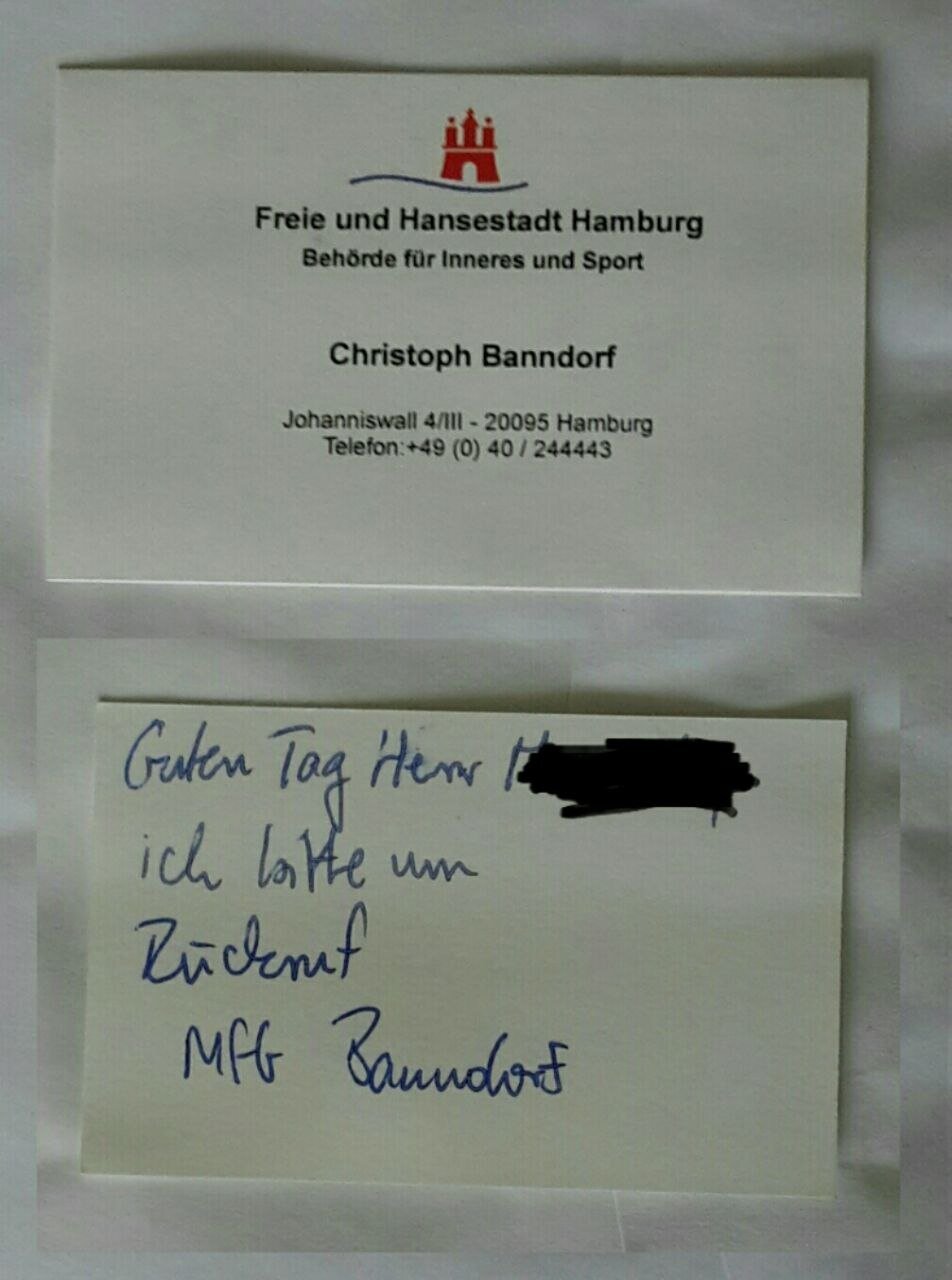 Freie und Hansestadt Hamburg
Behörde für Inneres und Sport
Christoph Banndorf
Johanniswall 4/III - 20095 Hamburg
Telefon:+49 (0) 40 / 244443
Guten Tag Herr
ich bitte um
Rückruf
MfG Banndorf